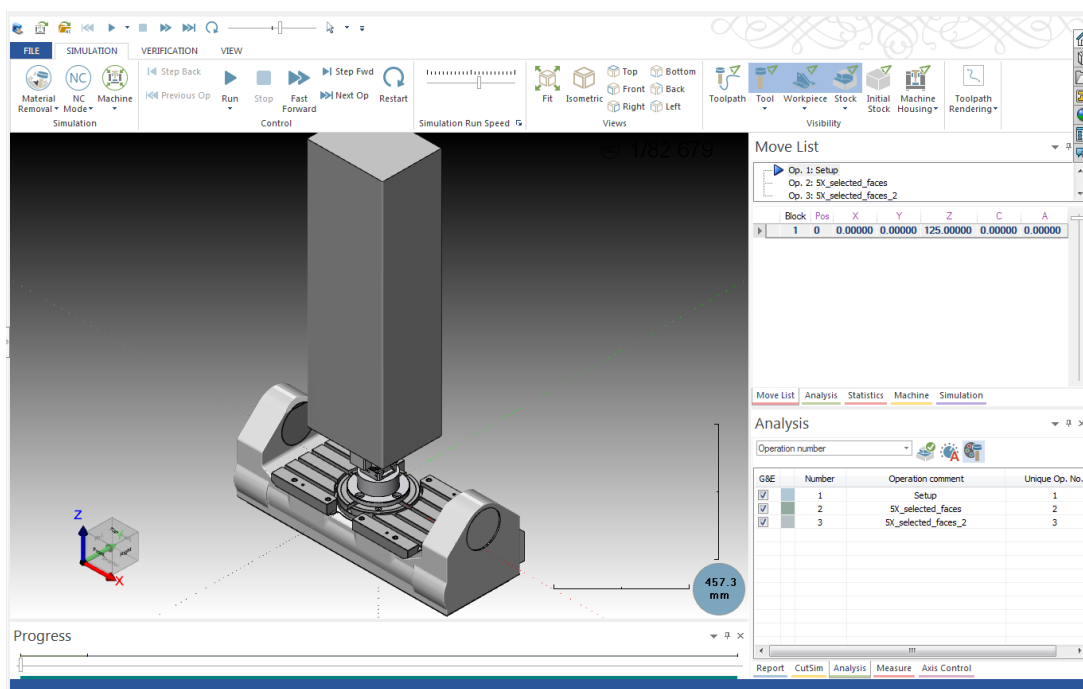 FILE SIMULATION VERIFICATION VIEW
Step Back
Step Fwd
Top
Bottom
Previous Op
Next Op
Front
Back
Right
Left
Material Removal
NC Mode
Machine
Run
Stop
Fast Forward
Restart
Fit
Isometric
Toolpath
Tool
Workpiece
Stock
Initial Stock
Machine Housing
Toolpath Rendering
NC
Simulation
Control
Simulation Run Speed
Views
Visibility
1/82.679
Move List
Op. 1: Setup
Op. 2: 5X_selected_faces
Op. 3: 5X_selected_faces_2
Block Pos X Y Z C A
1 0 0.00000 0.00000 125.00000 0.00000 0.00000
Move List Analysis Statistics Machine Simulation
Analysis
Operation number
G&E Number Operation comment Unique Op. No.
1 Setup 1
2 5X_selected_faces 2
3 5X_selected_faces_2 3
Z
X
457.3
mm
Progress
Report CutSim Analysis Measure Axis Control